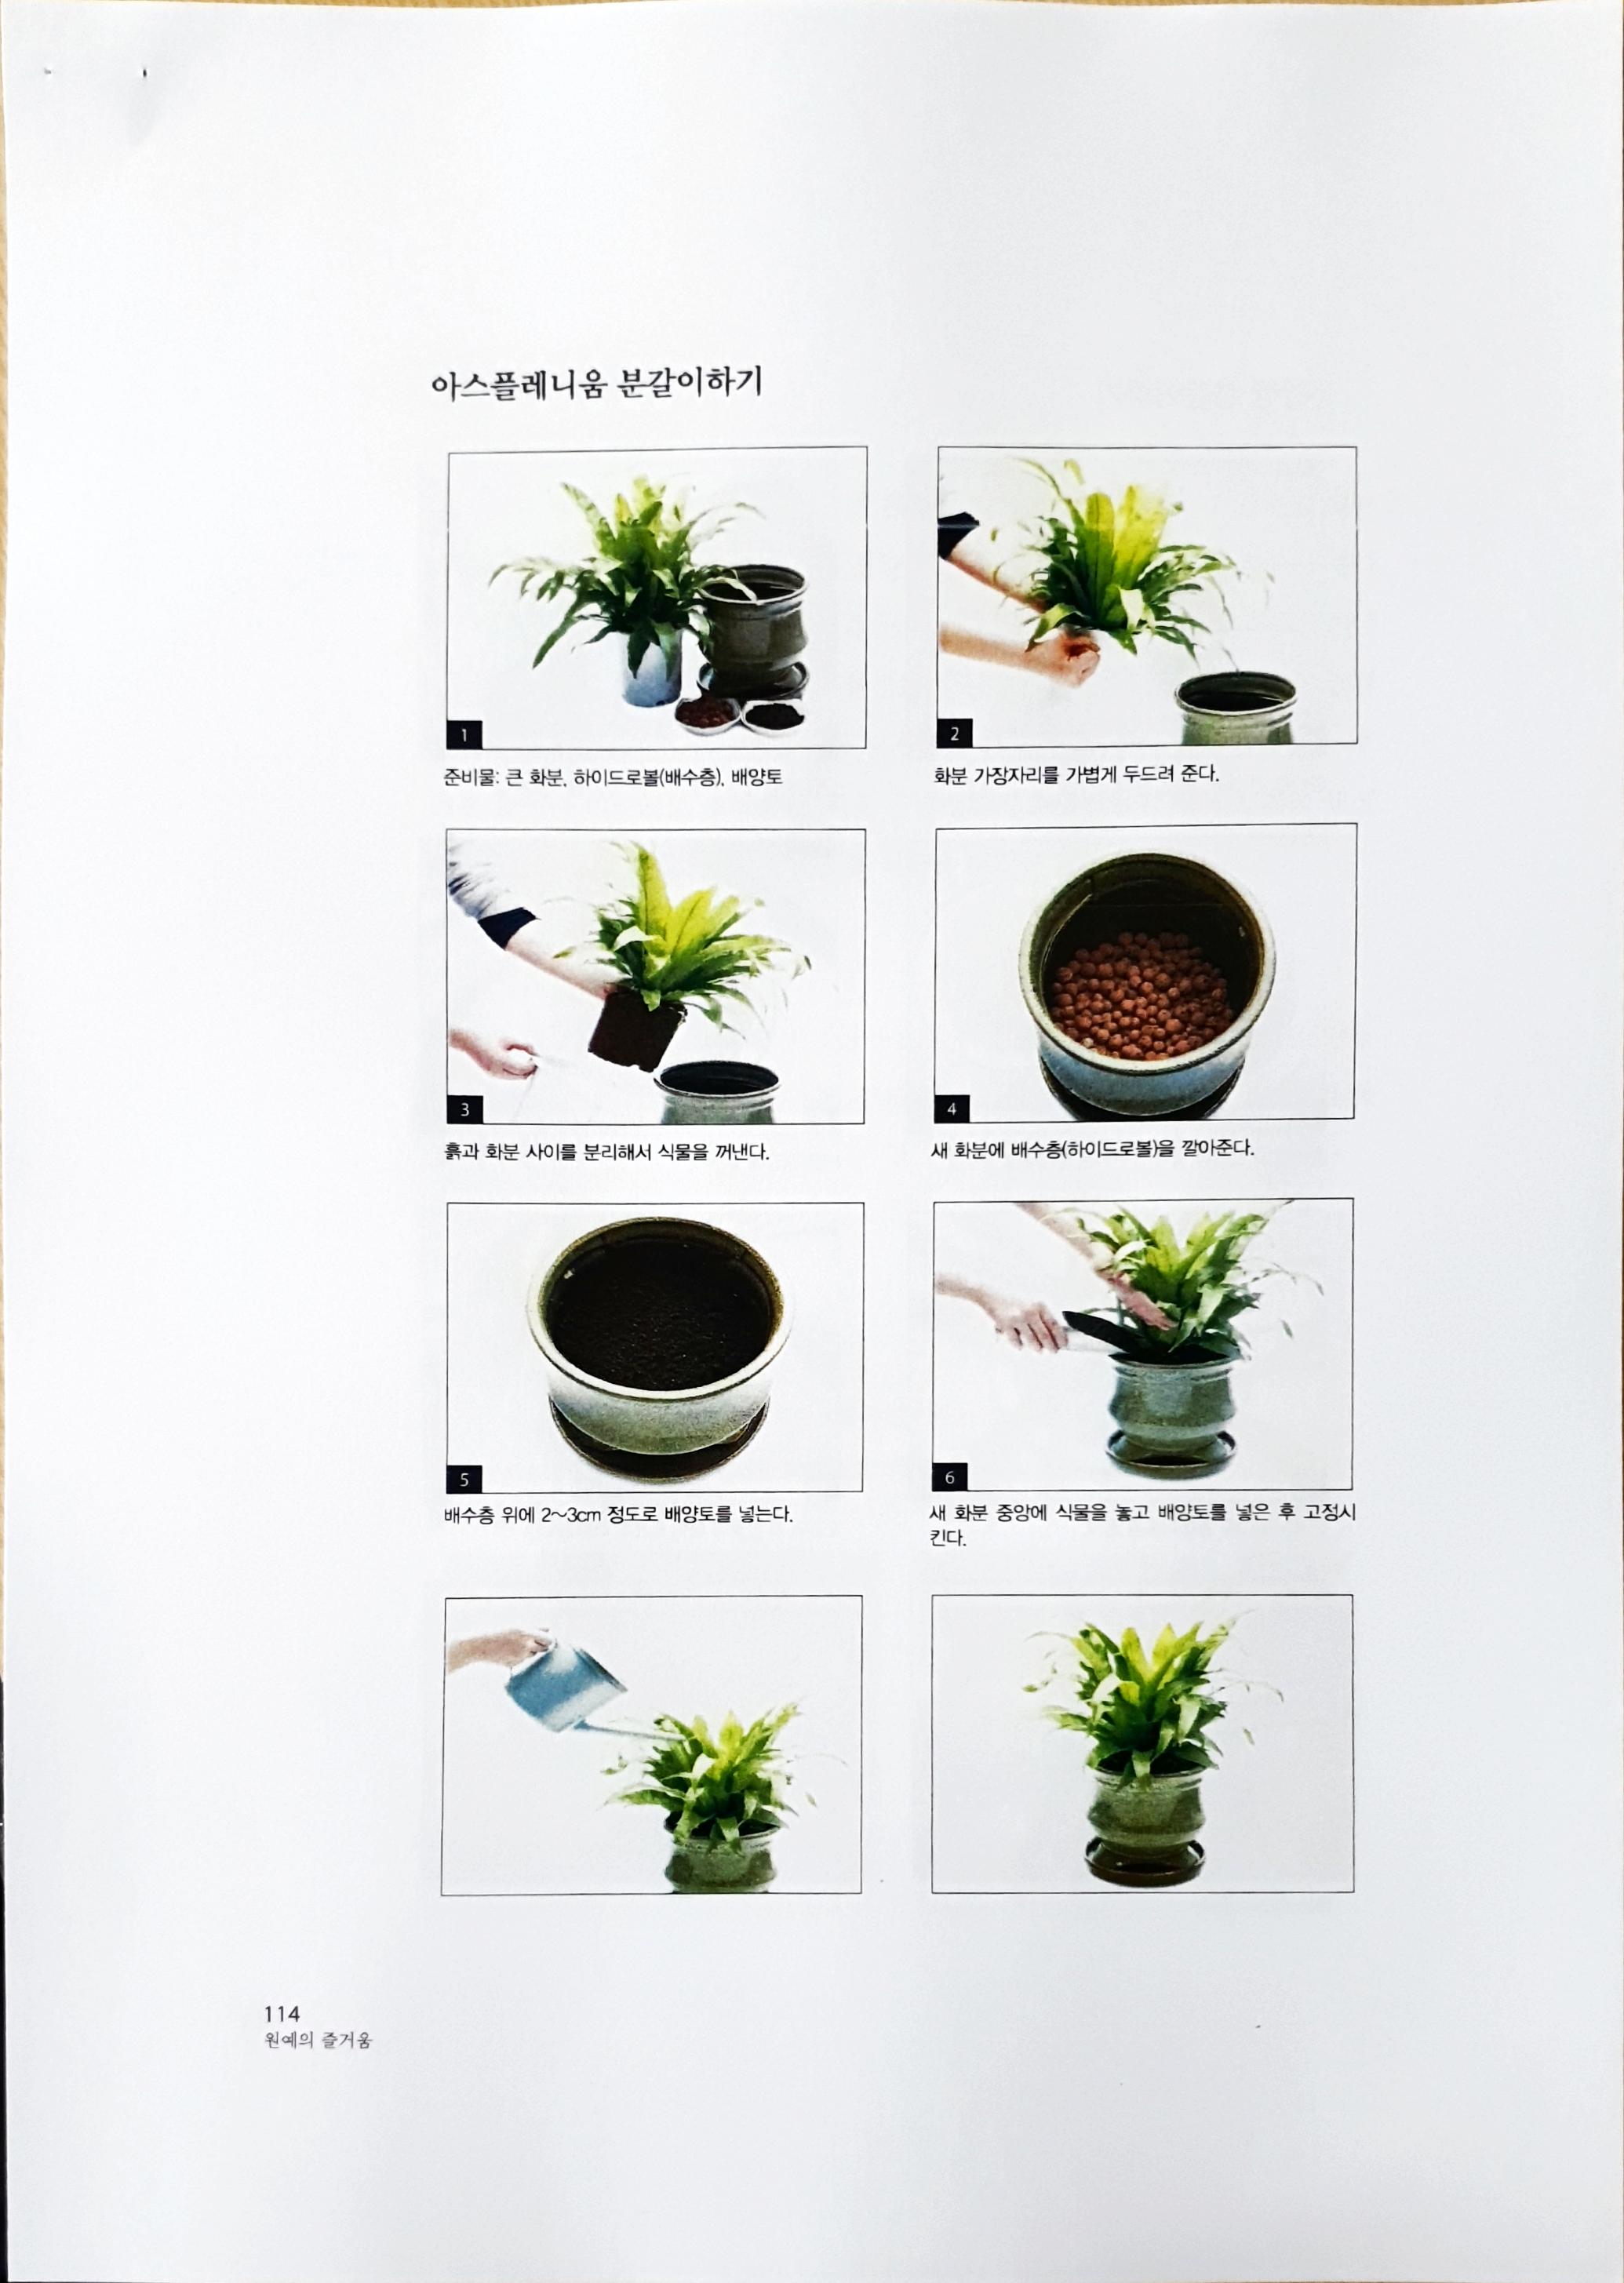 아스플레니움 분갈이하기
1
2
준비물: 큰 화분, 하이드로볼(배수층), 배양토
화분 가장자리를 가볍게 두드려 준다.
3
4
흙과 화분 사이를 분리해서 식물을 꺼낸다.
새 화분에 배수층(하이드로볼)을 깔아준다.
5
6
배수층 위에 2~3cm 정도로 배양토를 넣는다.
새 화분 중앙에 식물을 놓고 배양토를 넣은 후 고정시
킨다.
114
원예의 즐거움